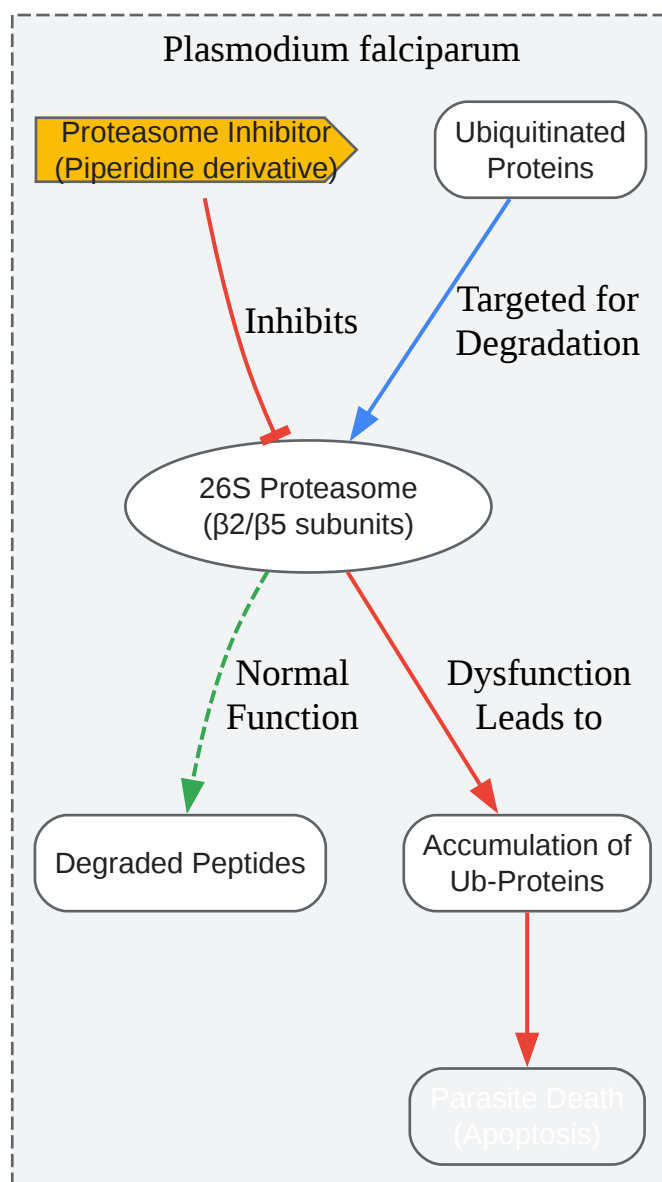 Plasmodium falciparum
Proteasome Inhibitor
(Piperidine derivative)
Ubiquitinated
Proteins
Inhibits
Targeted for
Degradation
26S Proteasome
(β2/β5 subunits)
Normal
Function
Dysfunction
Leads to
Degraded Peptides
Accumulation of
Ub-Proteins
Parasite Death
(Apoptosis)